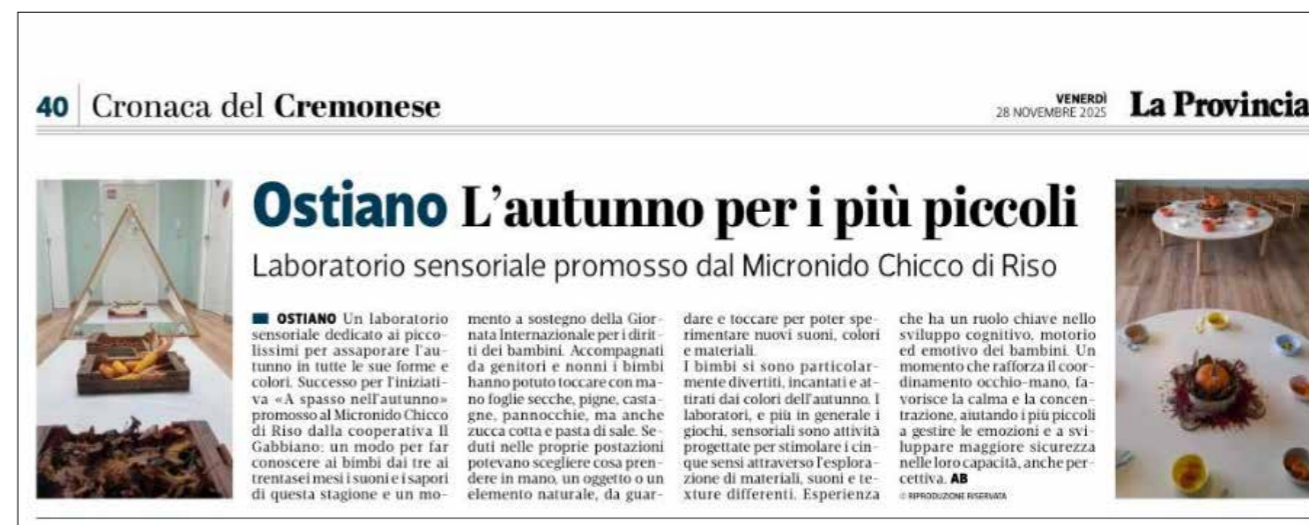 40 Cronaca del Cremonese
VENERDÌ
28 NOVEMBRE 2025
La Provincia
Ostiano L'autunno per i più piccoli
Laboratorio sensoriale promosso dal Micronido Chicco di Riso
OSTIANO Un laboratorio
sensoriale dedicato ai picco-
lissimi per assaporare l'au-
tunno in tutte le sue forme e
colori. Successo per l'iniziati-
va «A spasso nell'autunno»
promosso al Micronido Chicco
di Riso dalla cooperativa Il
Gabbiano: un modo per far
conoscere ai bimbi dai tre ai
trentasei mesi i suoni e i sapori
di questa stagione e un mo-
mento a sostegno della Gior-
nata Internazionale per i dirit-
ti dei bambini. Accompagnati
da genitori e nonni i bimbi
hanno potuto toccare con ma-
no foglie secche, pigne, casta-
gne, pannocchie, ma anche
zucca cotta e pasta di sale. Se-
duti nelle proprie postazioni
potevano scegliere cosa pren-
dere in mano, un oggetto o un
elemento naturale, da guar-
dare e toccare per poter spe-
rimentare nuovi suoni, colori
e materiali.
I bimbi si sono particolar-
mente divertiti, incantati e at-
tirati dai colori dell'autunno. I
laboratori, e più in generale i
giochi, sensoriali sono attività
progettate per stimolare i cin-
que sensi attraverso l'esplora-
zione di materiali, suoni e te-
xture differenti. Esperienza
che ha un ruolo chiave nello
sviluppo cognitivo, motorio
ed emotivo dei bambini. Un
momento che rafforza il coor-
dinamento occhio-mano, fa-
vorisce la calma e la concen-
trazione, aiutando i più piccoli
a gestire le emozioni e a svi-
luppare maggiore sicurezza
nelle loro capacità, anche per-
cettiva. AB
© RIPRODUZIONE RISERVATA